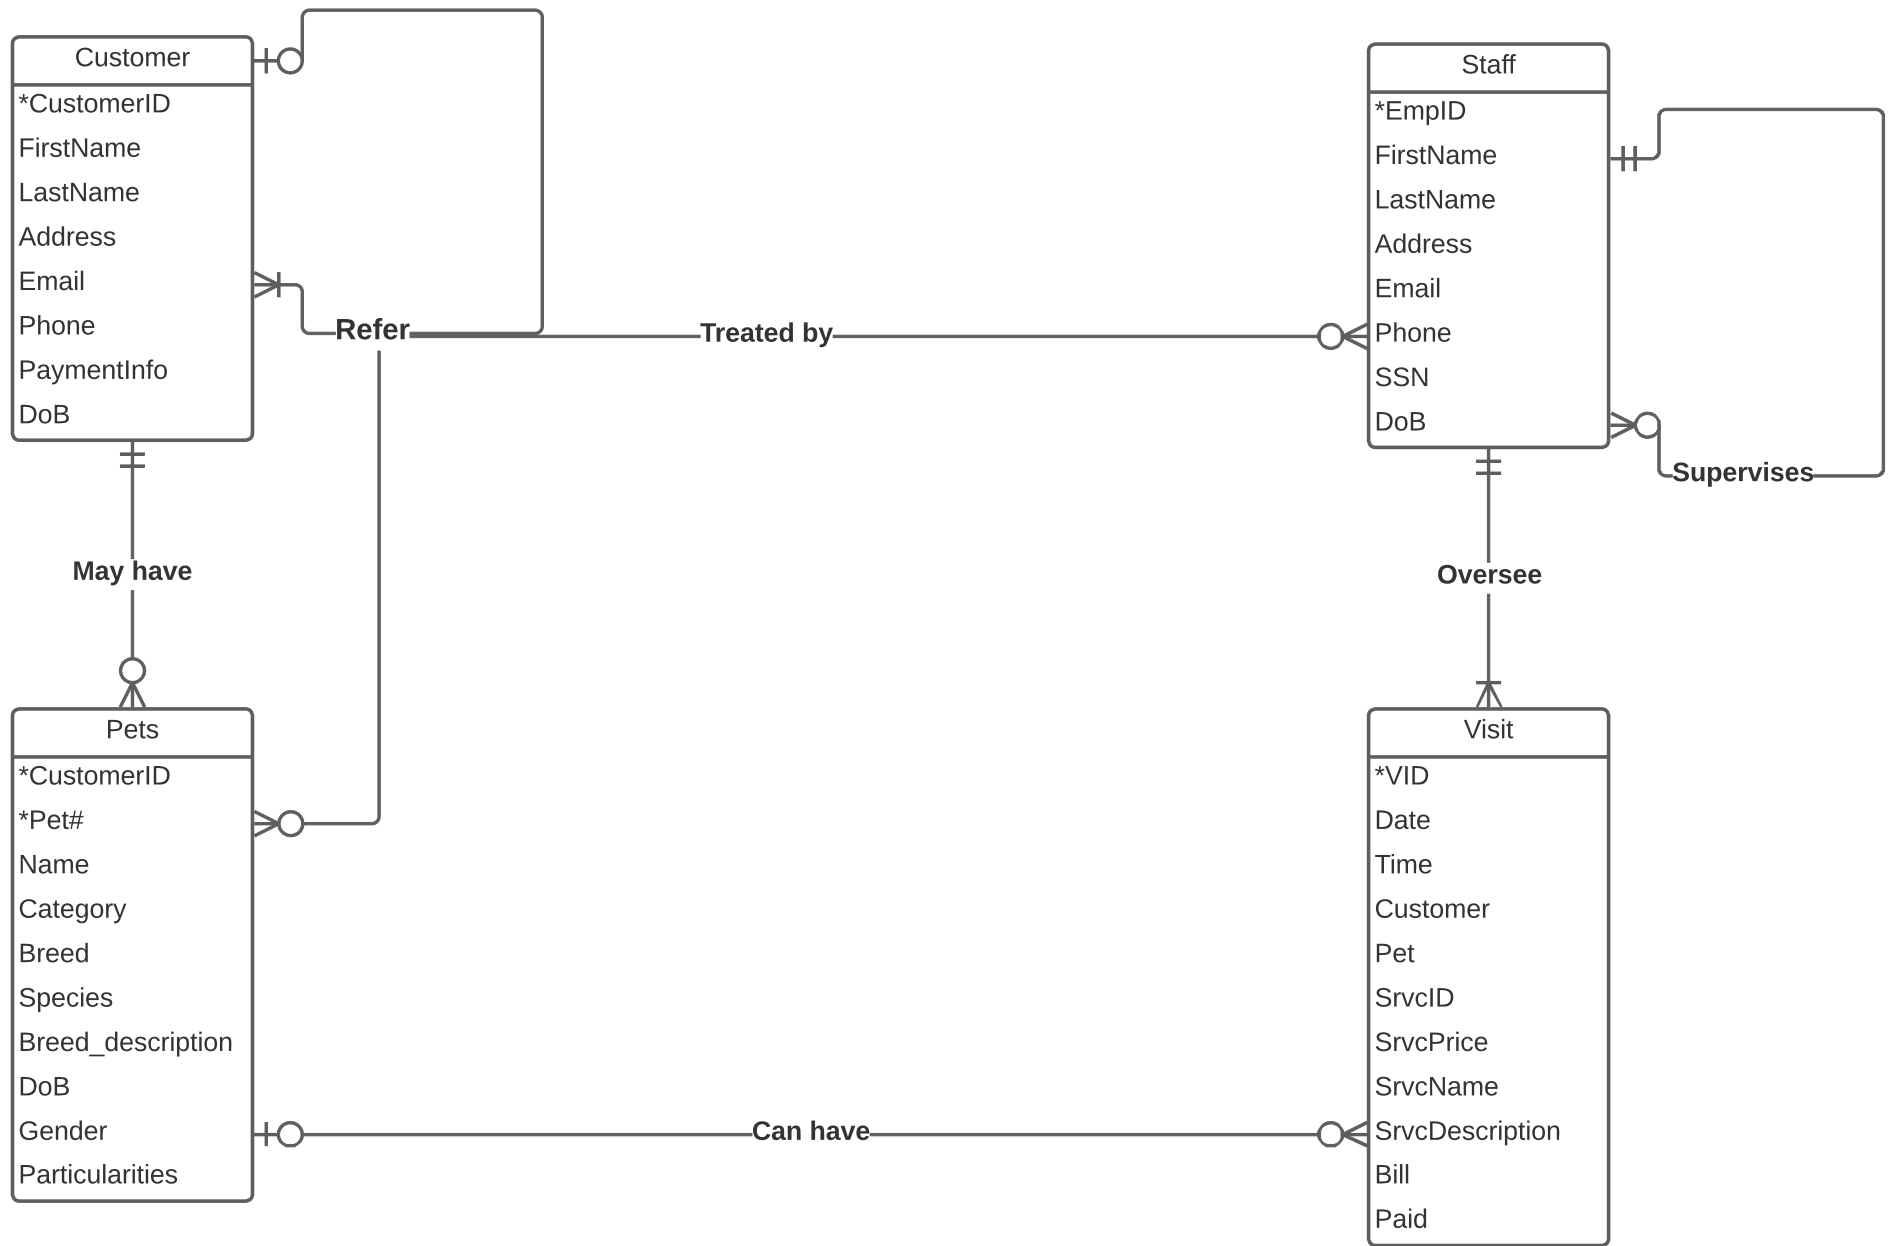 Customer
*CustomerID
FirstName
LastName
Address
Email
Phone
PaymentInfo
DoB
Refer
Treated by
Staff
*EmpID
FirstName
LastName
Address
Email
Phone
SSN
DoB
Supervises
May have
Oversee
Pets
*CustomerID
*Pet#
Name
Category
Breed
Species
Breed_description
DoB
Gender
Particularities
Can have
Visit
*VID
Date
Time
Customer
Pet
SrvcID
SrvcPrice
SrvcName
SrvcDescription
Bill
Paid